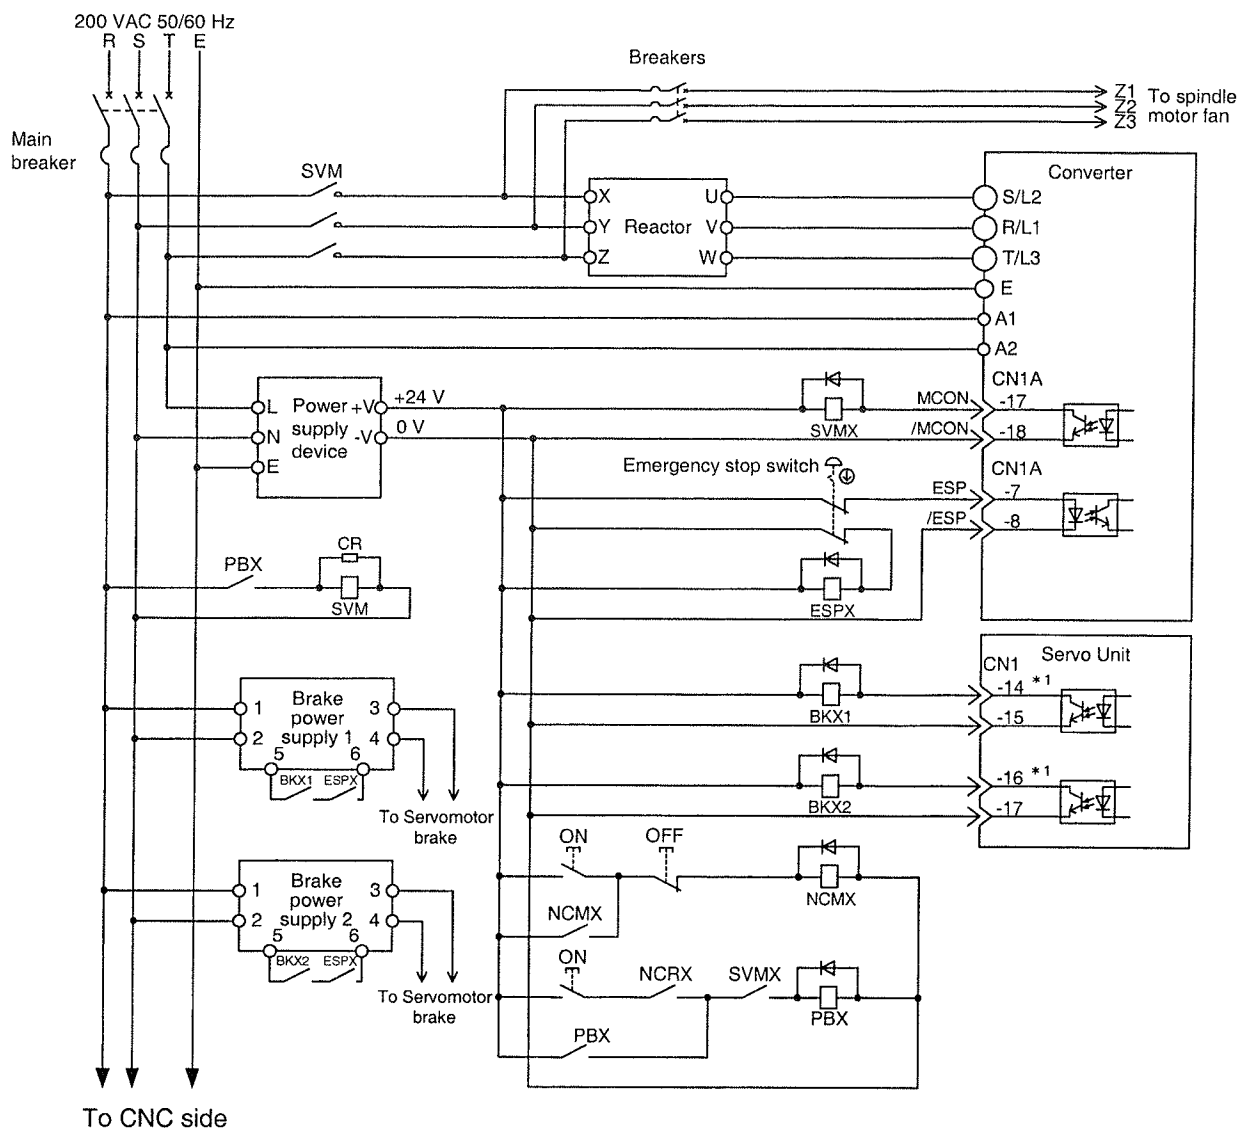 200 VAC 50/60 Hz
R S T E
Breakers
Z1
Z2
Z3
To spindle
motor fan
Main
breaker
SVM
Converter
X
Y
Z
Reactor
U
V
W
S/L2
R/L1
T/L3
E
A1
A2
CN1A
L
N
E
Power
supply
device
+V
-V
+24 V
0 V
SVMX
MCON
/MCON
-17
-18
Emergency stop switch
CN1A
ESP
/ESP
-7
-8
ESPX
PBX
CR
SVM
Servo Unit
CN1
BKX1
-14 *1
-15
BKX2
-16 *1
-17
Brake
power
supply 1
1
2
3
4
5
6
BKX1 ESPX
To Servomotor
brake
ON
OFF
NCMX
NCMX
Brake
power
supply 2
1
2
3
4
5
6
BKX2 ESPX
To Servomotor
brake
ON
NCRX
SVMX
PBX
PBX
To CNC side